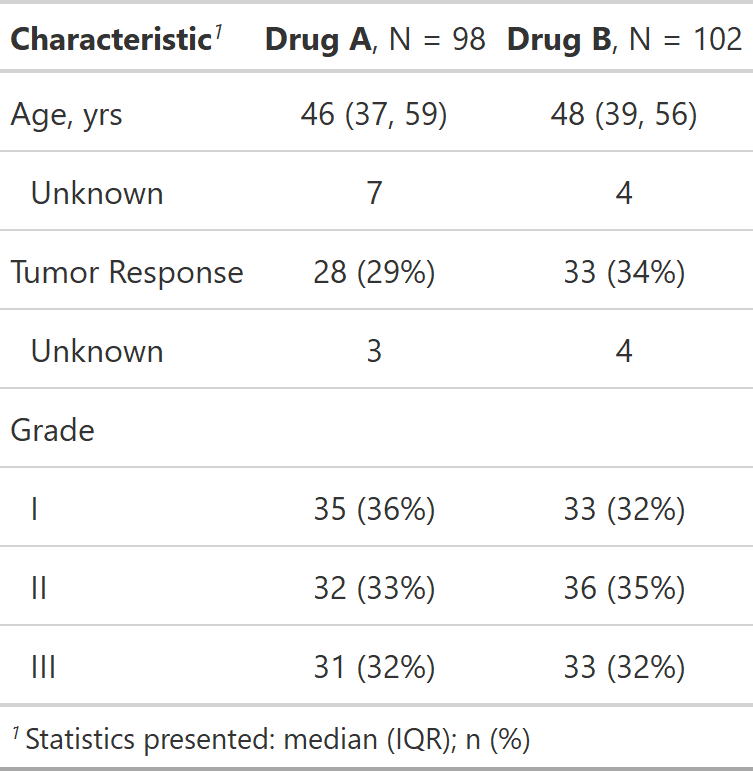 Characteristic1 Drug A, N = 98 Drug B, N = 102
Age, yrs 46 (37, 59) 48 (39, 56)
Unknown 7 4
Tumor Response 28 (29%) 33 (34%)
Unknown 3 4
Grade
I 35 (36%) 33 (32%)
II 32 (33%) 36 (35%)
III 31 (32%) 33 (32%)
1 Statistics presented: median (IQR); n (%)